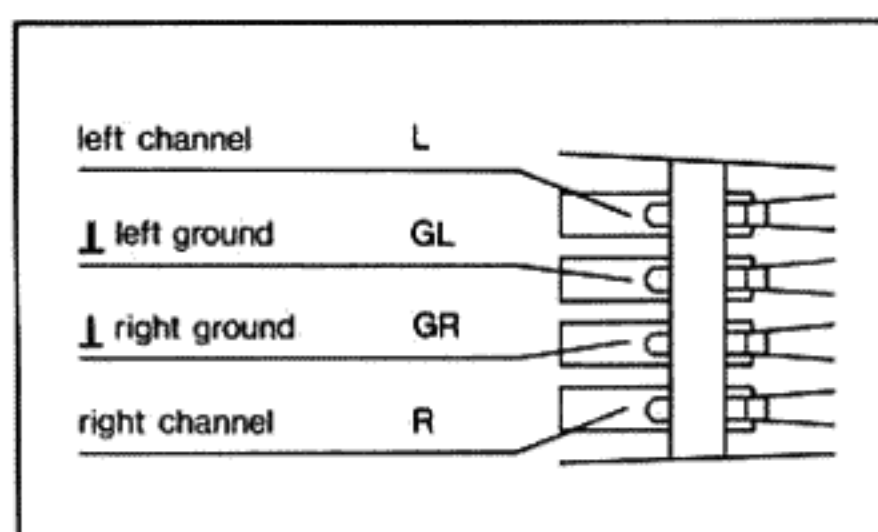 left channel L
⊥ left ground GL
⊥ right ground GR
right channel R